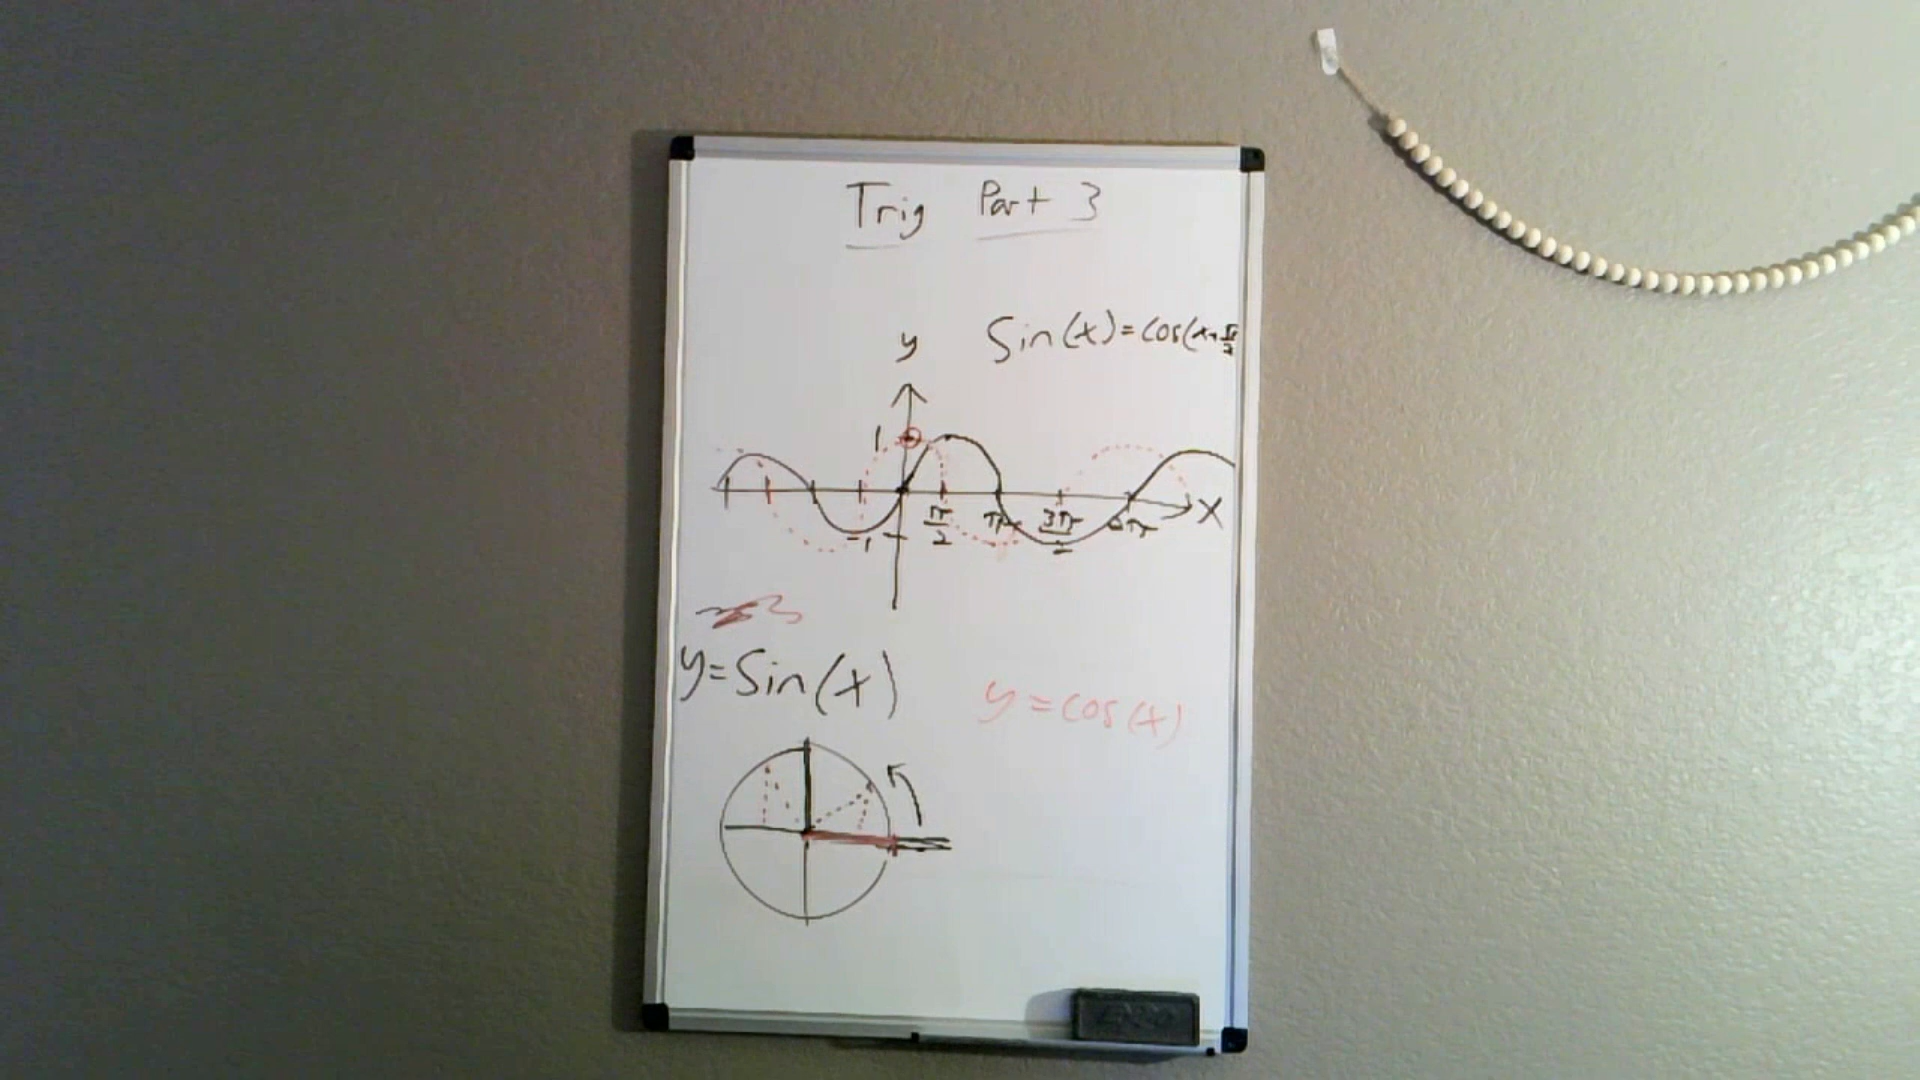 Trig Part 3
Sin(x)=cos(x+π/2
y
1
π/2 π 3π/2 2π x
-1
y=Sin(x)
y=cos(x)